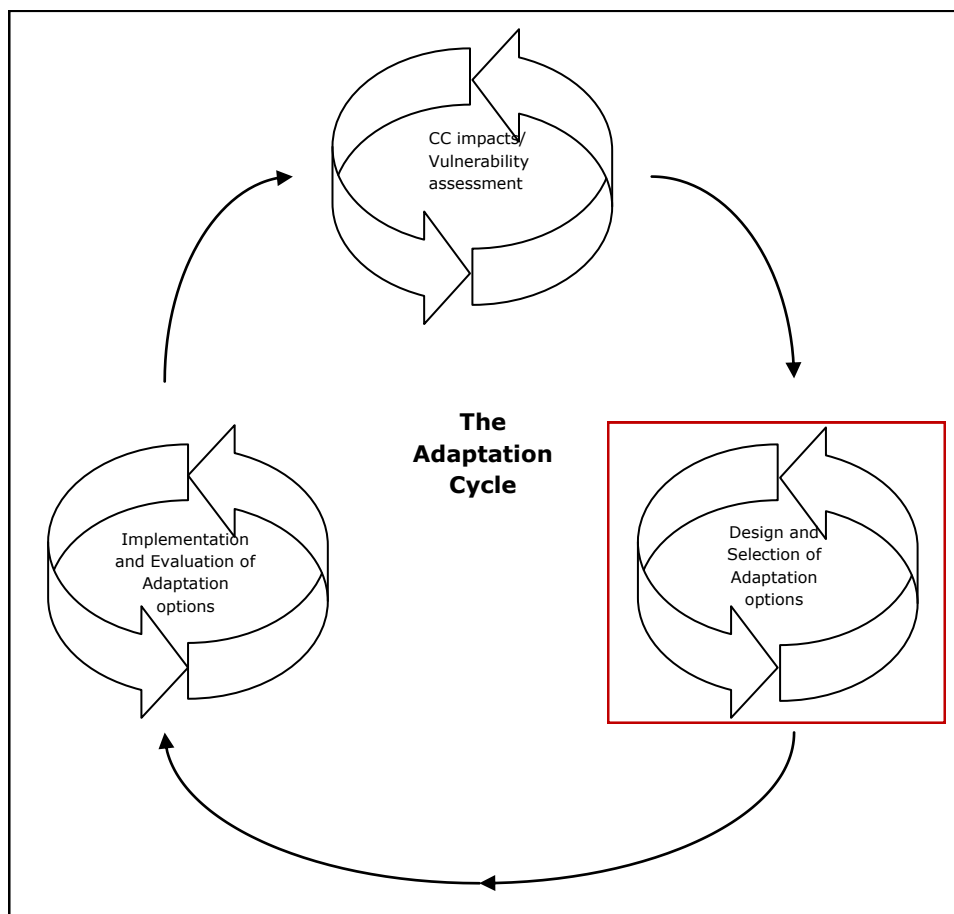 CC impacts/
Vulnerability
assessment
The
Adaptation
Cycle
Implementation
and Evaluation of
Adaptation
options
Design and
Selection of
Adaptation
options